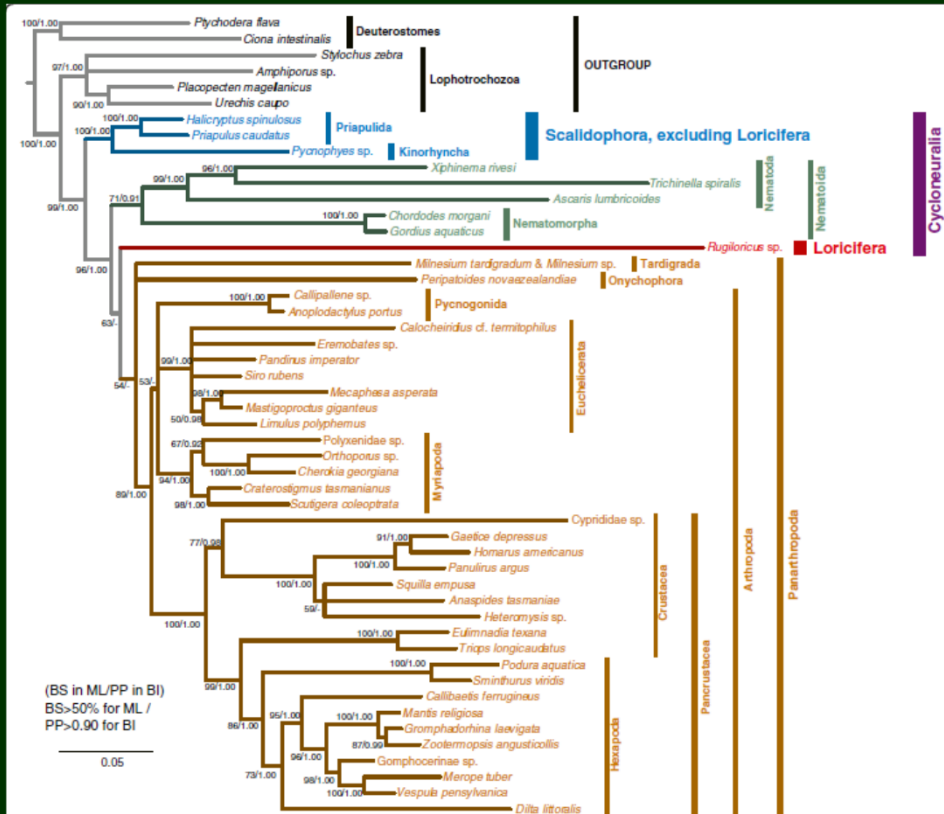 100/1.00
Ptychodera flava
Ciona intestinalis
Deuterostomes
Stylochus zebra
97/1.00
Amphiporus sp.
Placopecten magellanicus
90/1.00
Urechis caupo
Lophotrochozoa
OUTGROUP
100/1.00
100/1.00
Halicryptus spinulosus
100/1.00
Priapulus caudatus
Priapulida
Pycnophyes sp.
Kinorhyncha
Scalidophora, excluding Loricifera
Cycloneuralia
99/1.00
96/1.00
Xiphinema rivesi
99/1.00
Trichinella spiralis
71/0.91
Ascaris lumbricoides
Nematoda
100/1.00
Chordodes morgani
Gordius aquaticus
Nematomorpha
Nematoida
96/1.00
Rugiloricus sp.
Loricifera
Milnesium tardigradum & Milnesium sp.
Tardigrada
Peripatoides novaezealandiae
Onychophora
63/-
100/1.00
Callipallene sp.
Anoplodactylus portus
Pycnogonida
54/-
53/-
Calocheiridius cf. termitophilus
Eremobates sp.
99/1.00
Pandinus imperator
Siro rubens
98/1.00
Mecaphesa asperata
Mastigoproctus giganteus
50/0.98
Limulus polyphemus
Euchelicerata
67/0.92
Polyxenidae sp.
Orthoporus sp.
100/1.00
Cherokia georgiana
94/1.00
Craterostigmus tasmanianus
98/1.00
Scutigera coleoptrata
Myriapoda
89/1.00
Cyprididae sp.
77/0.98
91/1.00
Gaetice depressus
Homarus americanus
100/1.00
Panulirus argus
100/1.00
Squilla empusa
Anaspides tasmaniae
59/-
Heteromysis sp.
100/1.00
100/1.00
Eulimnadia texana
Triops longicaudatus
Crustacea
Arthropoda
Panarthropoda
99/1.00
100/1.00
Podura aquatica
Sminthurus viridis
86/1.00
Callibaetis ferrugineus
95/1.00
100/1.00
Mantis religiosa
Gromphadorhina laevigata
87/0.99
Zootermopsis angusticollis
96/1.00
Gomphocerinae sp.
73/1.00
98/1.00
Merope tuber
100/1.00
Vespula pensylvanica
Dilta littoralis
Hexapoda
Pancrustacea
(BS in ML/PP in BI)
BS>50% for ML /
PP>0.90 for BI
0.05